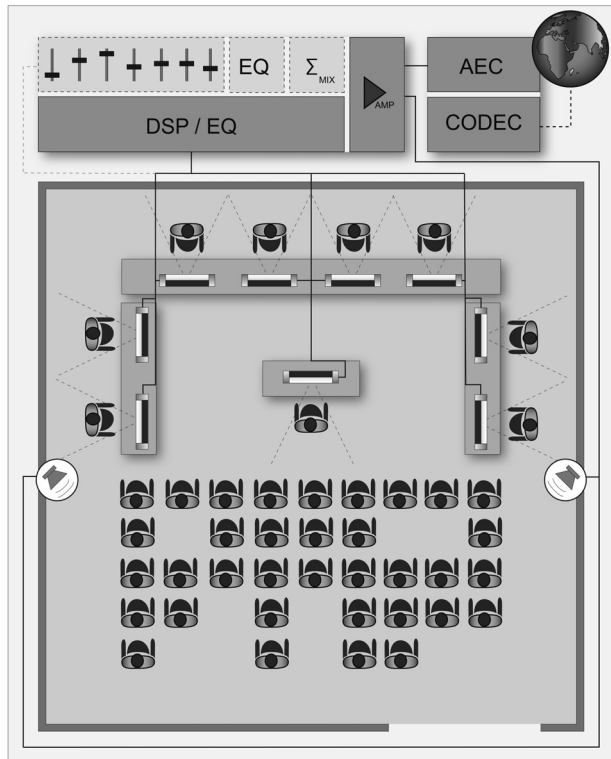 EQ
Σ MIX
AMP
AEC
DSP / EQ
CODEC